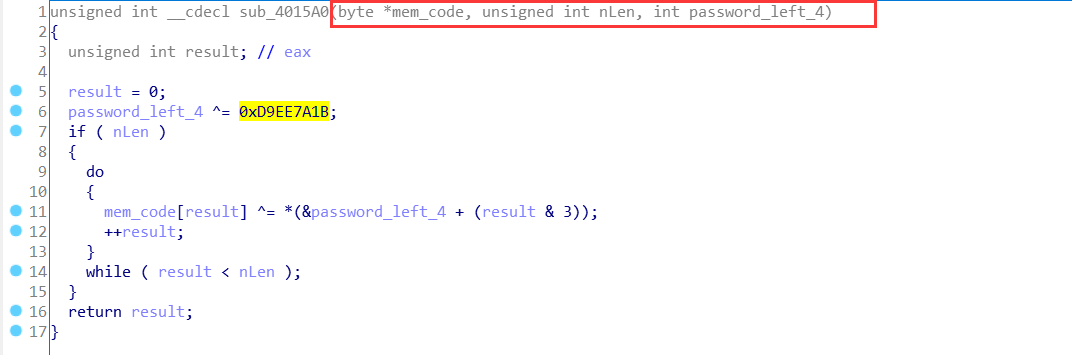 1 unsigned int __cdecl sub_4015A0(byte *mem_code, unsigned int nLen, int password_left_4)
2 {
3   unsigned int result; // eax
4
5   result = 0;
6   password_left_4 ^= 0xD9EE7A1B;
7   if ( nLen )
8   {
9     do
10     {
11       mem_code[result] ^= *(&password_left_4 + (result & 3));
12       ++result;
13     }
14     while ( result < nLen );
15   }
16   return result;
17 }